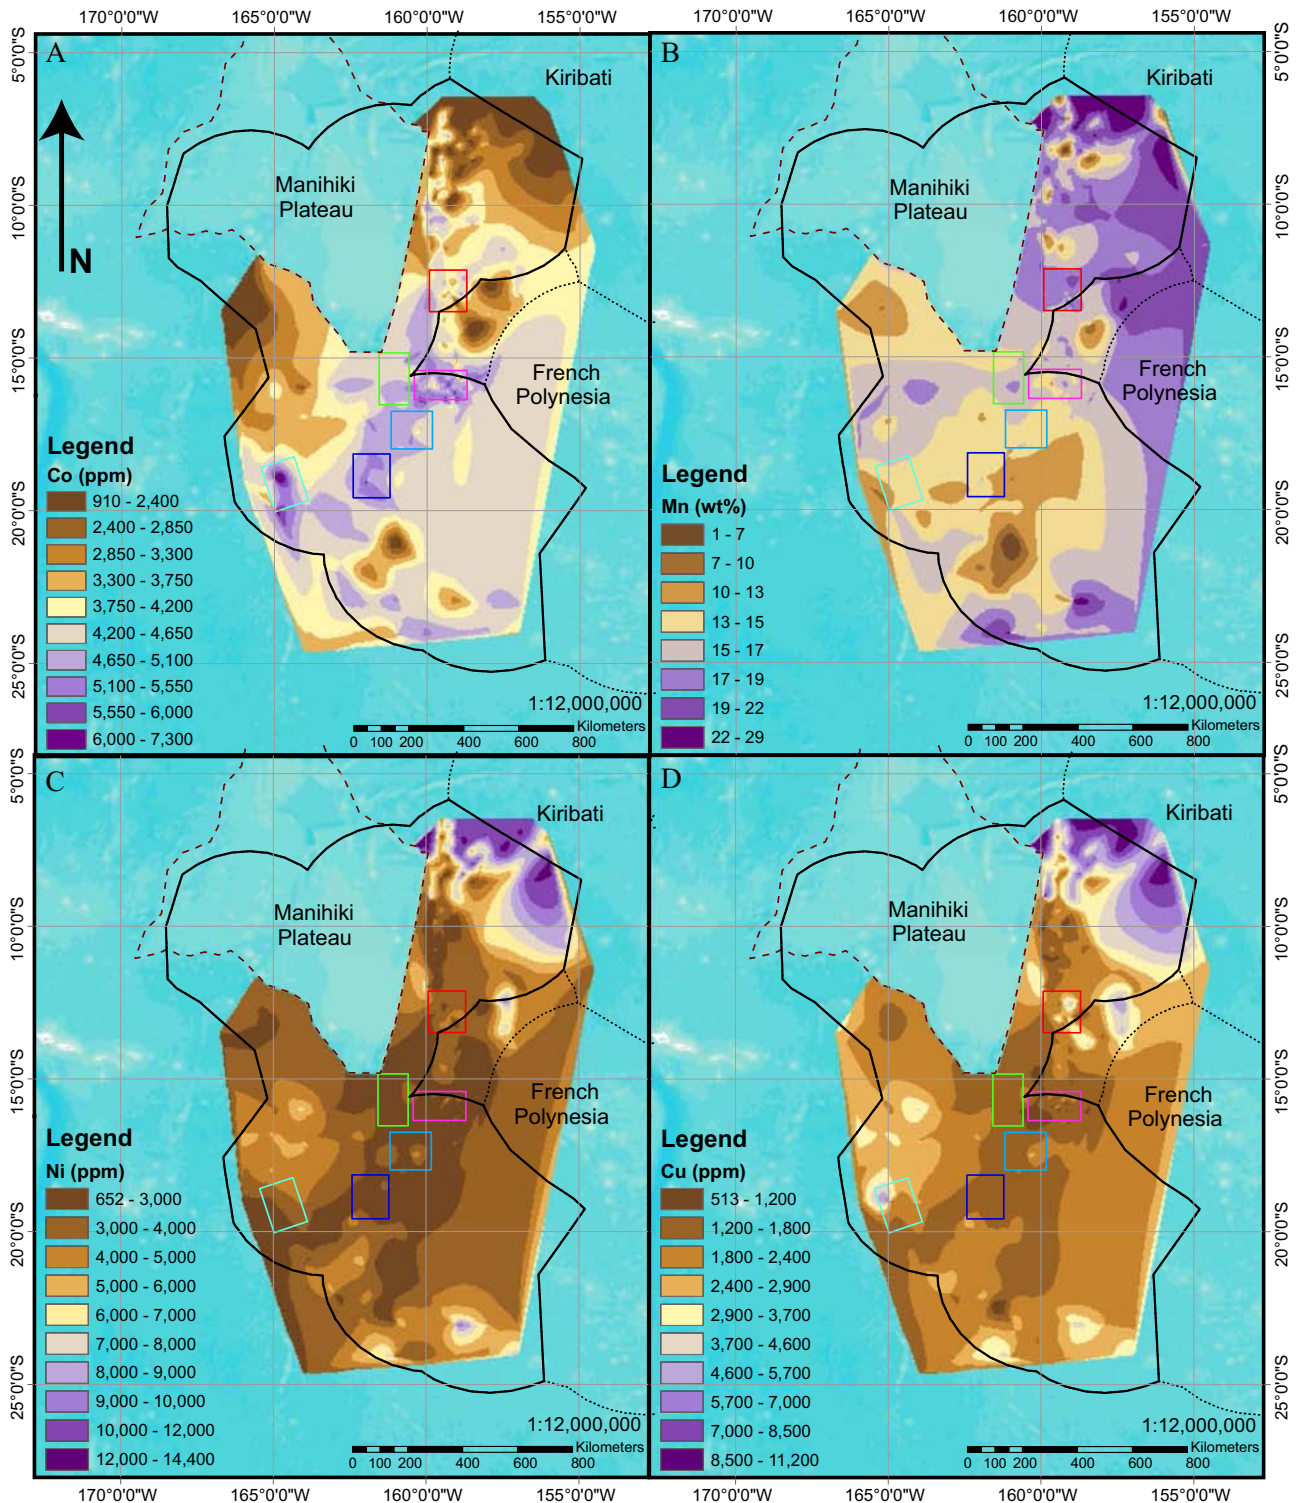 170°0'0"W 165°0'0"W 160°0'0"W 155°0'0"W 170°0'0"W 165°0'0"W 160°0'0"W 155°0'0"W
A
Kiribati
Manihiki
Plateau
N
French
Polynesia
Legend
Co (ppm)
910 - 2,400
2,400 - 2,850
2,850 - 3,300
3,300 - 3,750
3,750 - 4,200
4,200 - 4,650
4,650 - 5,100
5,100 - 5,550
5,550 - 6,000
6,000 - 7,300
1:12,000,000
Kilometers
0 100 200 400 600 800
5°0'0"S
10°0'0"S
15°0'0"S
20°0'0"S
25°0'0"S
B
Kiribati
Manihiki
Plateau
French
Polynesia
Legend
Mn (wt%)
1 - 7
7 - 10
10 - 13
13 - 15
15 - 17
17 - 19
19 - 22
22 - 29
1:12,000,000
Kilometers
0 100 200 400 600 800
5°0'0"S
10°0'0"S
15°0'0"S
20°0'0"S
25°0'0"S
C
Kiribati
Manihiki
Plateau
French
Polynesia
Legend
Ni (ppm)
652 - 3,000
3,000 - 4,000
4,000 - 5,000
5,000 - 6,000
6,000 - 7,000
7,000 - 8,000
8,000 - 9,000
9,000 - 10,000
10,000 - 12,000
12,000 - 14,400
1:12,000,000
Kilometers
0 100 200 400 600 800
5°0'0"S
10°0'0"S
15°0'0"S
20°0'0"S
25°0'0"S
D
Kiribati
Manihiki
Plateau
French
Polynesia
Legend
Cu (ppm)
513 - 1,200
1,200 - 1,800
1,800 - 2,400
2,400 - 2,900
2,900 - 3,700
3,700 - 4,600
4,600 - 5,700
5,700 - 7,000
7,000 - 8,500
8,500 - 11,200
1:12,000,000
Kilometers
0 100 200 400 600 800
5°0'0"S
10°0'0"S
15°0'0"S
20°0'0"S
25°0'0"S
170°0'0"W 165°0'0"W 160°0'0"W 155°0'0"W 170°0'0"W 165°0'0"W 160°0'0"W 155°0'0"W